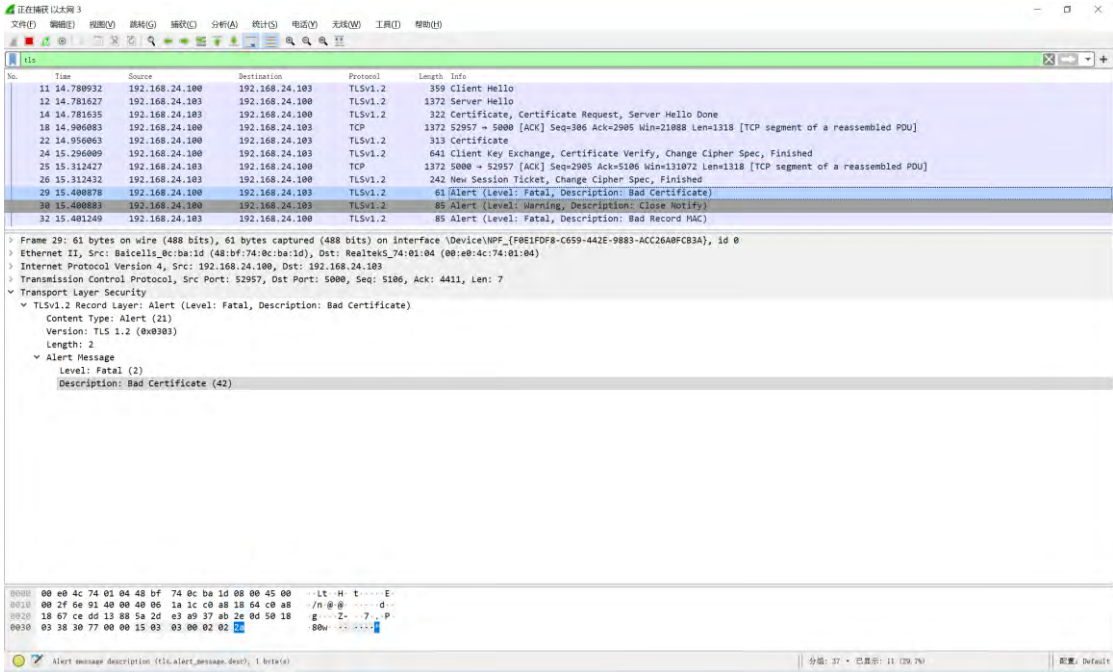 正在捕获 以太网 3
文件(F) 编辑(E) 视图(V) 跳转(G) 捕获(C) 分析(A) 统计(S) 电话(Y) 无线(W) 工具(T) 帮助(H)
tls
No. Time Source Destination Protocol Length Info
11 14.780932 192.168.24.100 192.168.24.103 TLSv1.2 359 Client Hello
12 14.781627 192.168.24.103 192.168.24.100 TLSv1.2 1372 Server Hello
14 14.781635 192.168.24.103 192.168.24.100 TLSv1.2 322 Certificate, Certificate Request, Server Hello Done
18 14.906083 192.168.24.100 192.168.24.103 TCP 1372 52957 → 5000 [ACK] Seq=306 Ack=2905 Win=21088 Len=1318 [TCP segment of a reassembled PDU]
22 14.956063 192.168.24.100 192.168.24.103 TLSv1.2 313 Certificate
24 15.296009 192.168.24.100 192.168.24.103 TLSv1.2 641 Client Key Exchange, Certificate Verify, Change Cipher Spec, Finished
25 15.312427 192.168.24.103 192.168.24.100 TCP 1372 5000 → 52957 [ACK] Seq=2905 Ack=5106 Win=131072 Len=1318 [TCP segment of a reassembled PDU]
26 15.312432 192.168.24.103 192.168.24.100 TLSv1.2 242 New Session Ticket, Change Cipher Spec, Finished
29 15.400878 192.168.24.100 192.168.24.103 TLSv1.2 61 Alert (Level: Fatal, Description: Bad Certificate)
30 15.400883 192.168.24.100 192.168.24.103 TLSv1.2 85 Alert (Level: Warning, Description: Close Notify)
32 15.401249 192.168.24.103 192.168.24.100 TLSv1.2 85 Alert (Level: Fatal, Description: Bad Record MAC)
Frame 29: 61 bytes on wire (488 bits), 61 bytes captured (488 bits) on interface \Device\NPF_{F0E1FDF8-C659-442E-9883-ACC26A0FCB3A}, id 0
Ethernet II, Src: Baicells_0c:ba:1d (48:bf:74:0c:ba:1d), Dst: RealtekS_74:01:04 (00:e0:4c:74:01:04)
Internet Protocol Version 4, Src: 192.168.24.100, Dst: 192.168.24.103
Transmission Control Protocol, Src Port: 52957, Dst Port: 5000, Seq: 5106, Ack: 4411, Len: 7
Transport Layer Security
TLSv1.2 Record Layer: Alert (Level: Fatal, Description: Bad Certificate)
Content Type: Alert (21)
Version: TLS 1.2 (0x0303)
Length: 2
Alert Message
Level: Fatal (2)
Description: Bad Certificate (42)
0000 00 e0 4c 74 01 04 48 bf 74 0c ba 1d 08 00 45 00 ··Lt··H· t·····E·
0010 00 2f 6e 91 40 00 40 06 1a 1c c0 a8 18 64 c0 a8 ·/n·@·@· ·····d··
0020 18 67 ce dd 13 88 5a 2d e3 a9 37 ab 2e 0d 50 18 ·g····Z- ··7·.·P·
0030 03 38 30 77 00 00 15 03 03 00 02 02 2a ·80w···· ····*
Alert message description (tls.alert_message.desc), 1 byte(s)
分组: 37 · 已显示: 11 (29.7%)
配置: Default